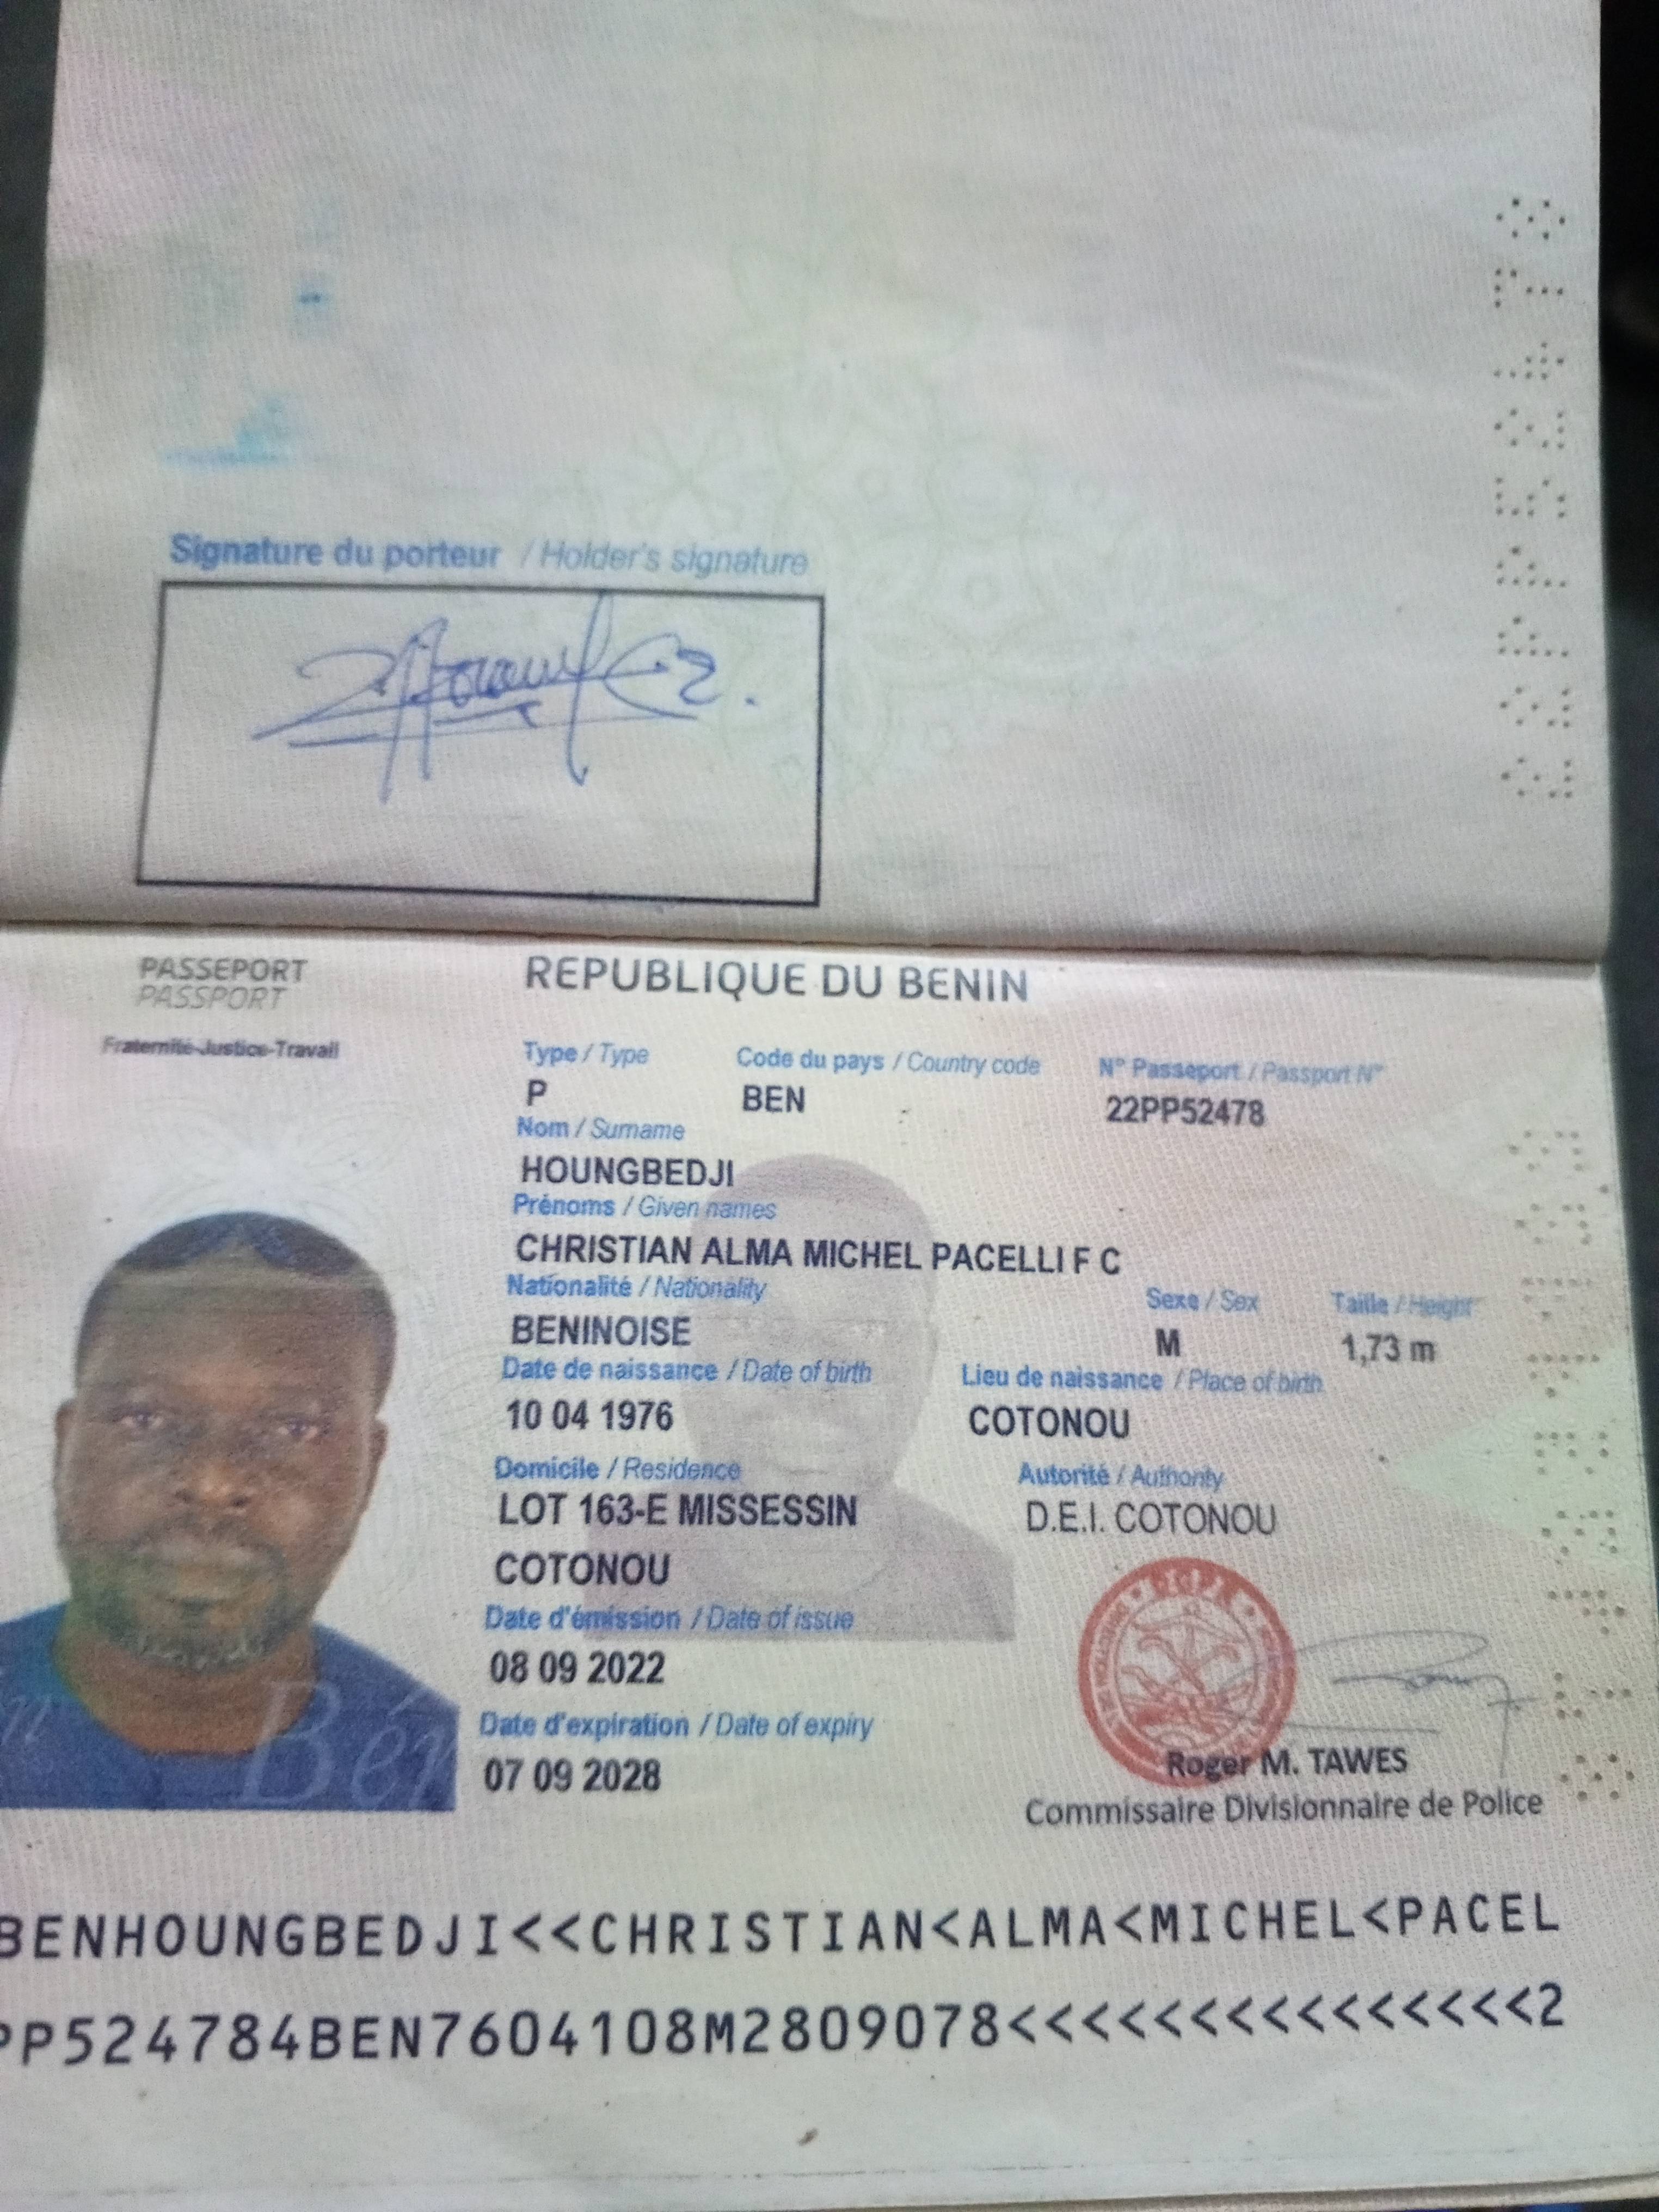 Signature du porteur / Holder's signature
PASSEPORT
PASSPORT
Fraternité-Justice-Travail
REPUBLIQUE DU BENIN
Type / Type Code du pays / Country code N° Passeport / Passport N°
P BEN 22PP52478
Nom / Surname
HOUNGBEDJI
Prénoms / Given names
CHRISTIAN ALMA MICHEL PACELLI F C
Nationalité / Nationality Sexe / Sex Taille / Height
BENINOISE M 1,73 m
Date de naissance / Date of birth Lieu de naissance / Place of birth
10 04 1976 COTONOU
Domicile / Residence Autorité / Authority
LOT 163-E MISSESSIN D.E.I. COTONOU
COTONOU
Date d'émission / Date of issue
08 09 2022
Date d'expiration / Date of expiry
07 09 2028
Roger M. TAWES
Commissaire Divisionnaire de Police
BENHOUNGBEDJI<<CHRISTIAN<ALMA<MICHEL<PACEL
PP524784BEN7604108M2809078<<<<<<<<<<<<<<<2